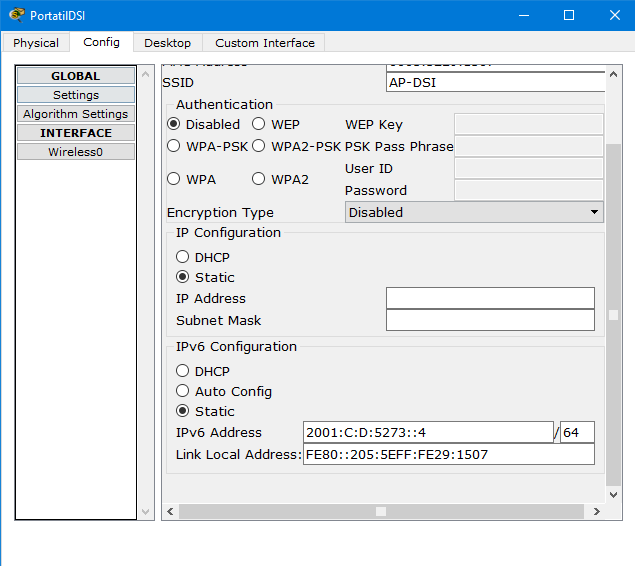 PortatilDSI
Physical Config Desktop Custom Interface
GLOBAL
Settings
Algorithm Settings
INTERFACE
Wireless0
SSID AP-DSI
Authentication
Disabled WEP WEP Key
WPA-PSK WPA2-PSK PSK Pass Phrase
User ID
WPA WPA2
Password
Encryption Type Disabled
IP Configuration
DHCP
Static
IP Address
Subnet Mask
IPv6 Configuration
DHCP
Auto Config
Static
IPv6 Address 2001:C:D:5273::4 / 64
Link Local Address: FE80::205:5EFF:FE29:1507